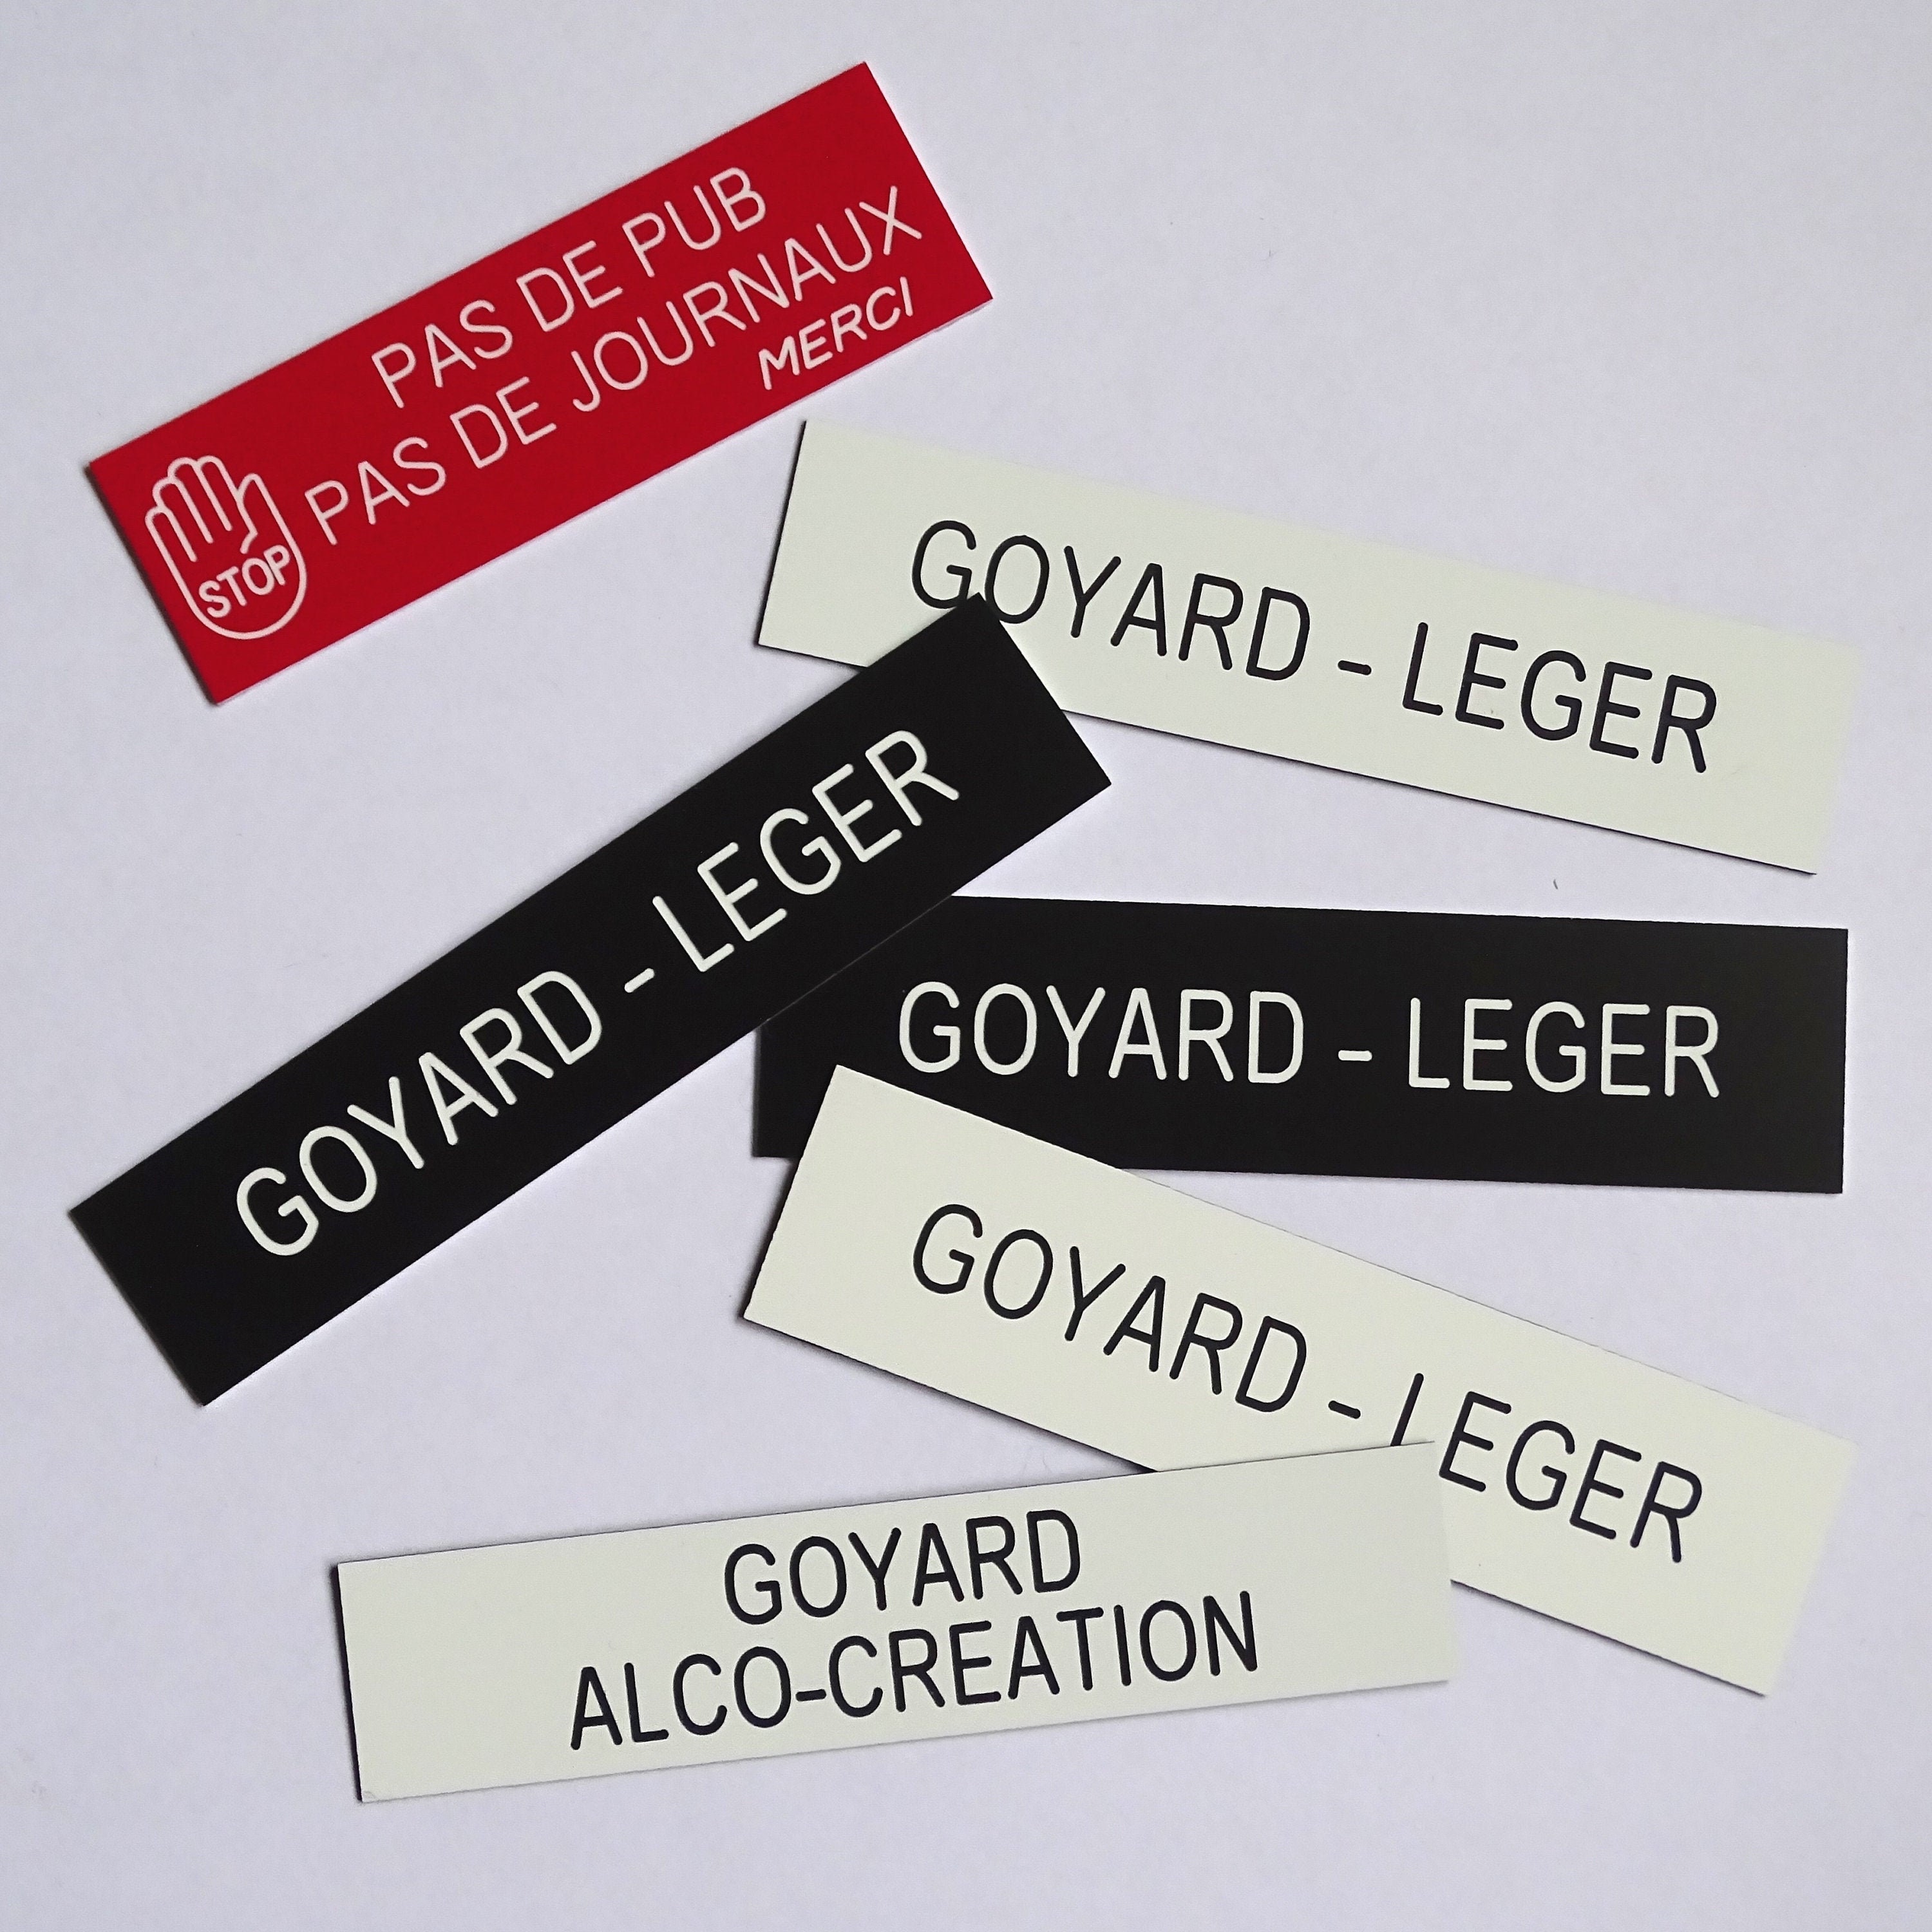 PAS DE PUB
PAS DE JOURNAUX
MERCI
STOP
GOYARD - LEGER
GOYARD - LEGER
GOYARD - LEGER
GOYARD - LEGER
GOYARD
ALCO-CREATION